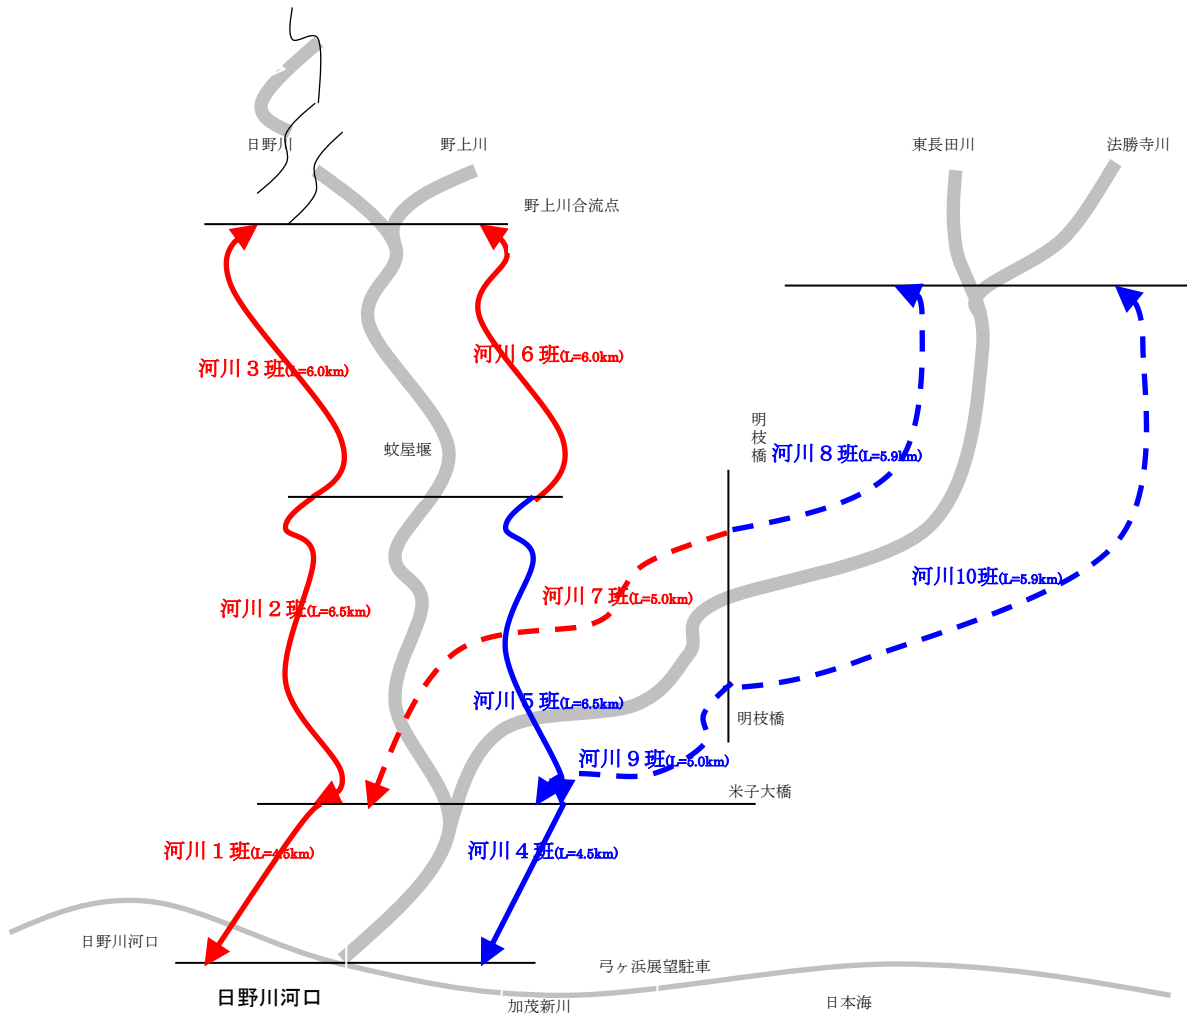 日野川
野上川
東長田川
法勝寺川
野上川合流点
河川３班(L=6.0km)
河川６班(L=6.0km)
蚊屋堰
明枝橋
河川８班(L=5.9km)
河川２班(L=6.5km)
河川７班(L=5.0km)
河川10班(L=5.9km)
河川５班(L=6.5km)
明枝橋
河川９班(L=5.0km)
米子大橋
河川１班(L=4.5km)
河川４班(L=4.5km)
日野川河口
弓ヶ浜展望駐車
日野川河口
加茂新川
日本海